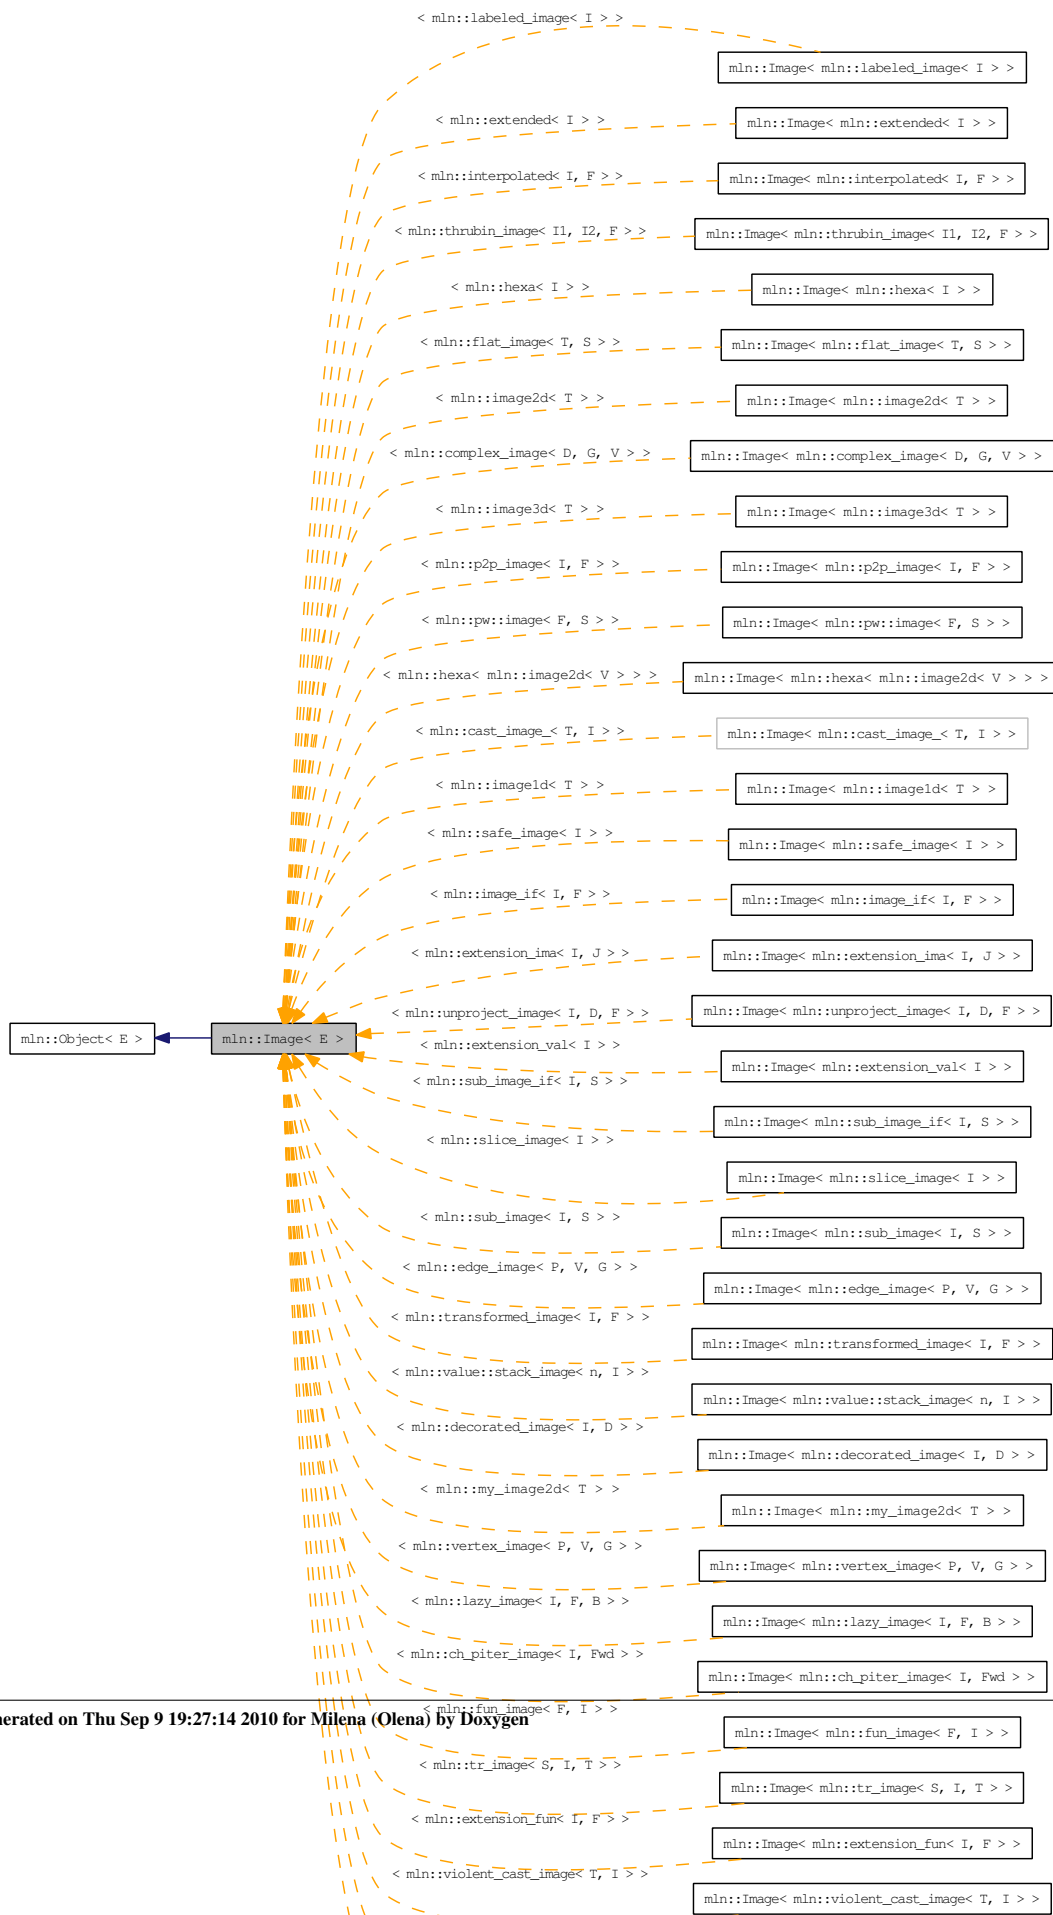 < mln::labeled_image< I > >
mln::Image< mln::labeled_image< I > >
< mln::extended< I > >
mln::Image< mln::extended< I > >
< mln::interpolated< I, F > >
mln::Image< mln::interpolated< I, F > >
< mln::thrubin_image< I1, I2, F > >
mln::Image< mln::thrubin_image< I1, I2, F > >
< mln::hexa< I > >
mln::Image< mln::hexa< I > >
< mln::flat_image< T, S > >
mln::Image< mln::flat_image< T, S > >
< mln::image2d< T > >
mln::Image< mln::image2d< T > >
< mln::complex_image< D, G, V > >
mln::Image< mln::complex_image< D, G, V > >
< mln::image3d< T > >
mln::Image< mln::image3d< T > >
< mln::p2p_image< I, F > >
mln::Image< mln::p2p_image< I, F > >
< mln::pw::image< F, S > >
mln::Image< mln::pw::image< F, S > >
< mln::hexa< mln::image2d< V > > >
mln::Image< mln::hexa< mln::image2d< V > > >
< mln::cast_image_< T, I > >
mln::Image< mln::cast_image_< T, I > >
< mln::image1d< T > >
mln::Image< mln::image1d< T > >
< mln::safe_image< I > >
mln::Image< mln::safe_image< I > >
< mln::image_if< I, F > >
mln::Image< mln::image_if< I, F > >
< mln::extension_ima< I, J > >
mln::Image< mln::extension_ima< I, J > >
< mln::unproject_image< I, D, F > >
mln::Image< mln::unproject_image< I, D, F > >
mln::Object< E >
mln::Image< E >
< mln::extension_val< I > >
mln::Image< mln::extension_val< I > >
< mln::sub_image_if< I, S > >
mln::Image< mln::sub_image_if< I, S > >
< mln::slice_image< I > >
mln::Image< mln::slice_image< I > >
< mln::sub_image< I, S > >
mln::Image< mln::sub_image< I, S > >
< mln::edge_image< P, V, G > >
mln::Image< mln::edge_image< P, V, G > >
< mln::transformed_image< I, F > >
mln::Image< mln::transformed_image< I, F > >
< mln::value::stack_image< n, I > >
mln::Image< mln::value::stack_image< n, I > >
< mln::decorated_image< I, D > >
mln::Image< mln::decorated_image< I, D > >
< mln::my_image2d< T > >
mln::Image< mln::my_image2d< T > >
< mln::vertex_image< P, V, G > >
mln::Image< mln::vertex_image< P, V, G > >
< mln::lazy_image< I, F, B > >
mln::Image< mln::lazy_image< I, F, B > >
< mln::ch_piter_image< I, Fwd > >
mln::Image< mln::ch_piter_image< I, Fwd > >
< mln::fun_image< F, I > >
nerated on Thu Sep 9 19:27:14 2010 for Milena (Olena) by Doxygen
mln::Image< mln::fun_image< F, I > >
< mln::tr_image< S, I, T > >
mln::Image< mln::tr_image< S, I, T > >
< mln::extension_fun< I, F > >
mln::Image< mln::extension_fun< I, F > >
< mln::violent_cast_image< T, I > >
mln::Image< mln::violent_cast_image< T, I > >